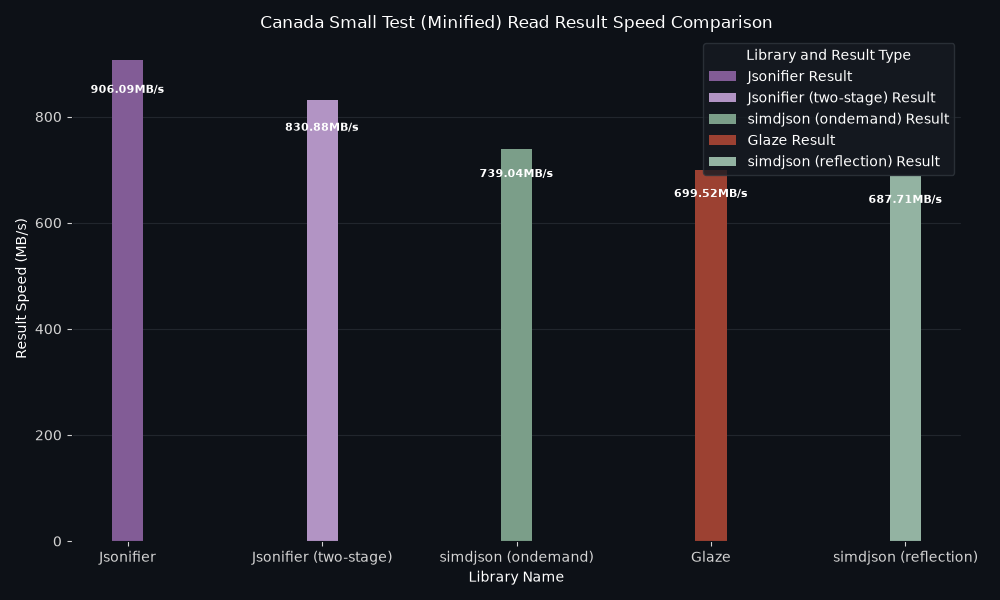 Canada Small Test (Minified) Read Result Speed Comparison
Library and Result Type
Jsonifier Result
Jsonifier (two-stage) Result
simdjson (ondemand) Result
Glaze Result
simdjson (reflection) Result
906.09MB/s
830.88MB/s
739.04MB/s
699.52MB/s
687.71MB/s
Result Speed (MB/s)
800
600
400
200
0
Jsonifier
Jsonifier (two-stage)
simdjson (ondemand)
Glaze
simdjson (reflection)
Library Name